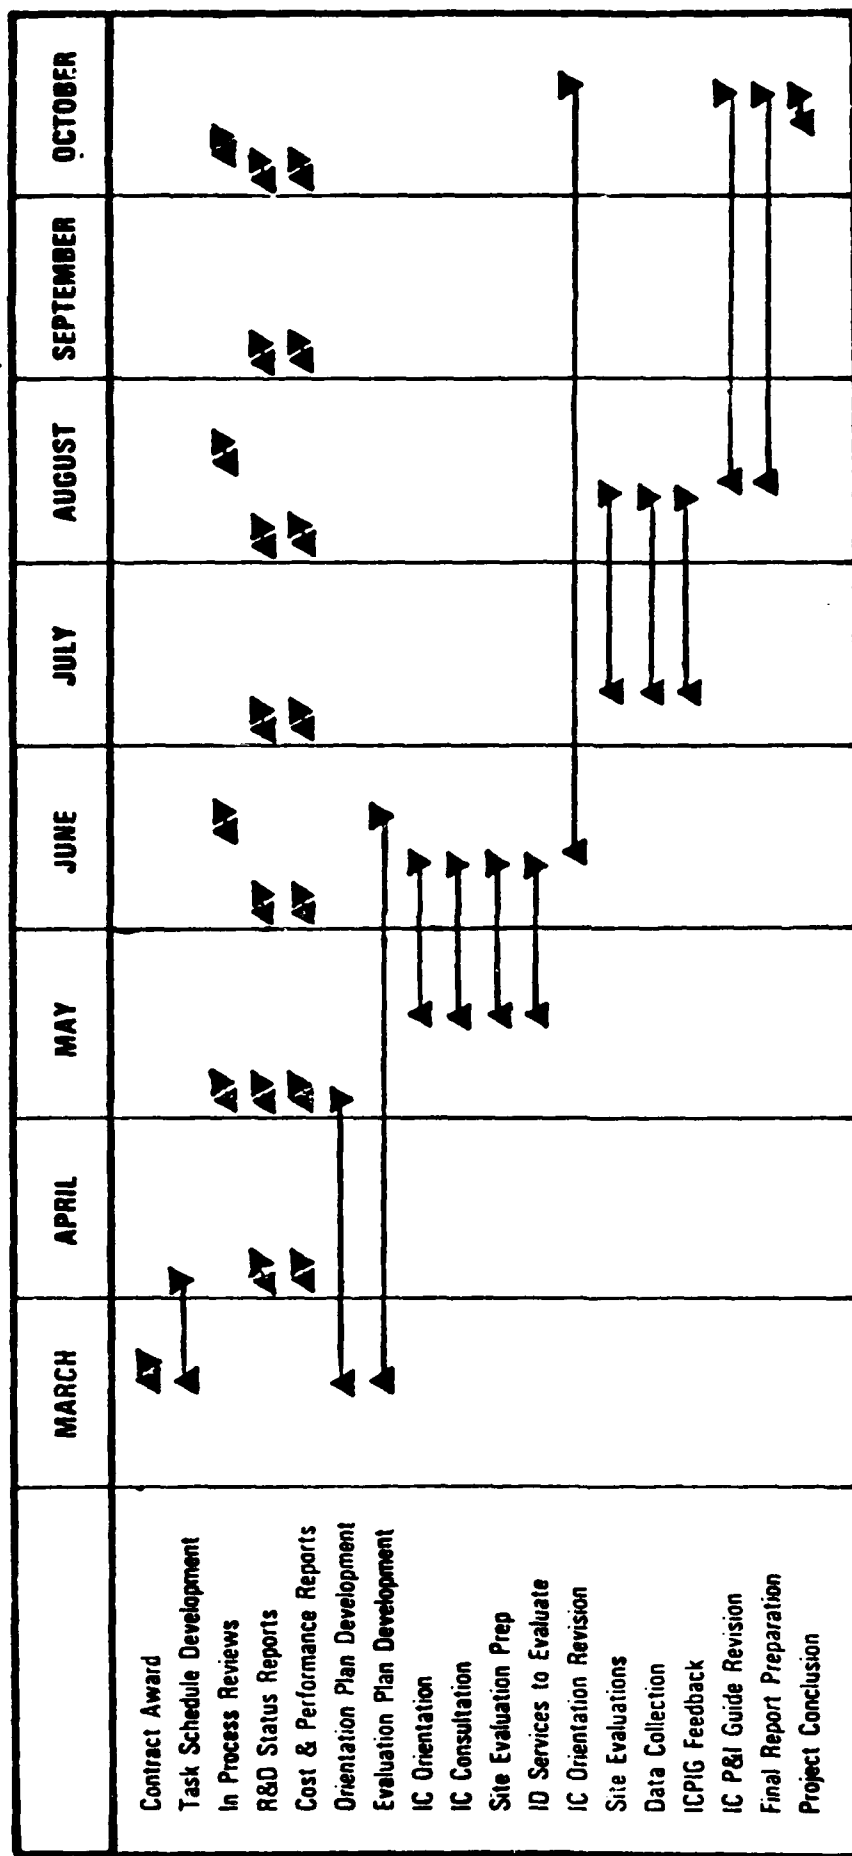 MARCH APRIL MAY JUNE JULY AUGUST SEPTEMBER OCTOBER
Contract Award
Task Schedule Development
In Process Reviews
R&D Status Reports
Cost & Performance Reports
Orientation Plan Development
Evaluation Plan Development
IC Orientation
IC Consultation
Site Evaluation Prep
ID Services to Evaluate
IC Orientation Revision
Site Evaluations
Data Collection
ICPIG Feedback
IC P&I Guide Revision
Final Report Preparation
Project Conclusion